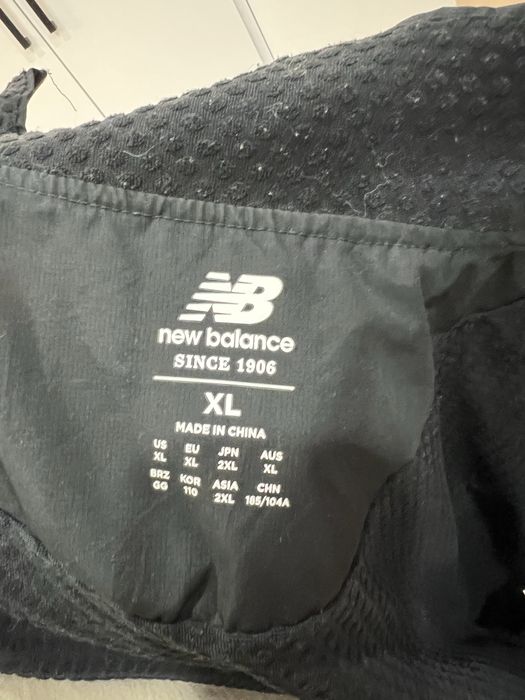 NB
new balance
SINCE 1906
XL
MADE IN CHINA
US EU JPN AUS
XL XL 2XL XL
BRZ KOR ASIA CHN
GG 110 2XL 185/104A